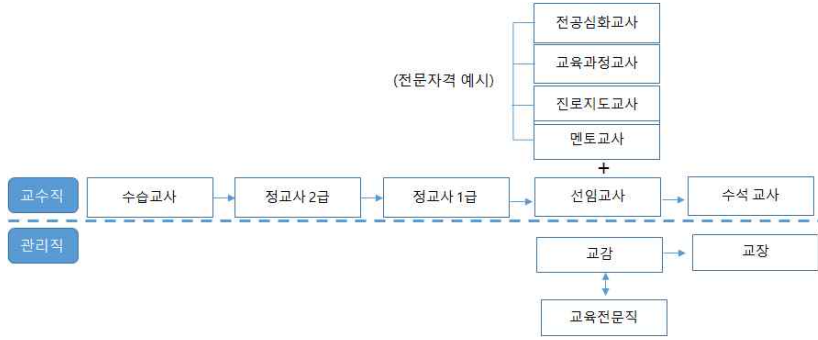 전공심화교사
교육과정교사
(전문자격 예시)
진로지도교사
멘토교사
+
교수직
수습교사
정교사 2급
정교사 1급
선임교사
수석 교사
관리직
교감
교장
교육전문직